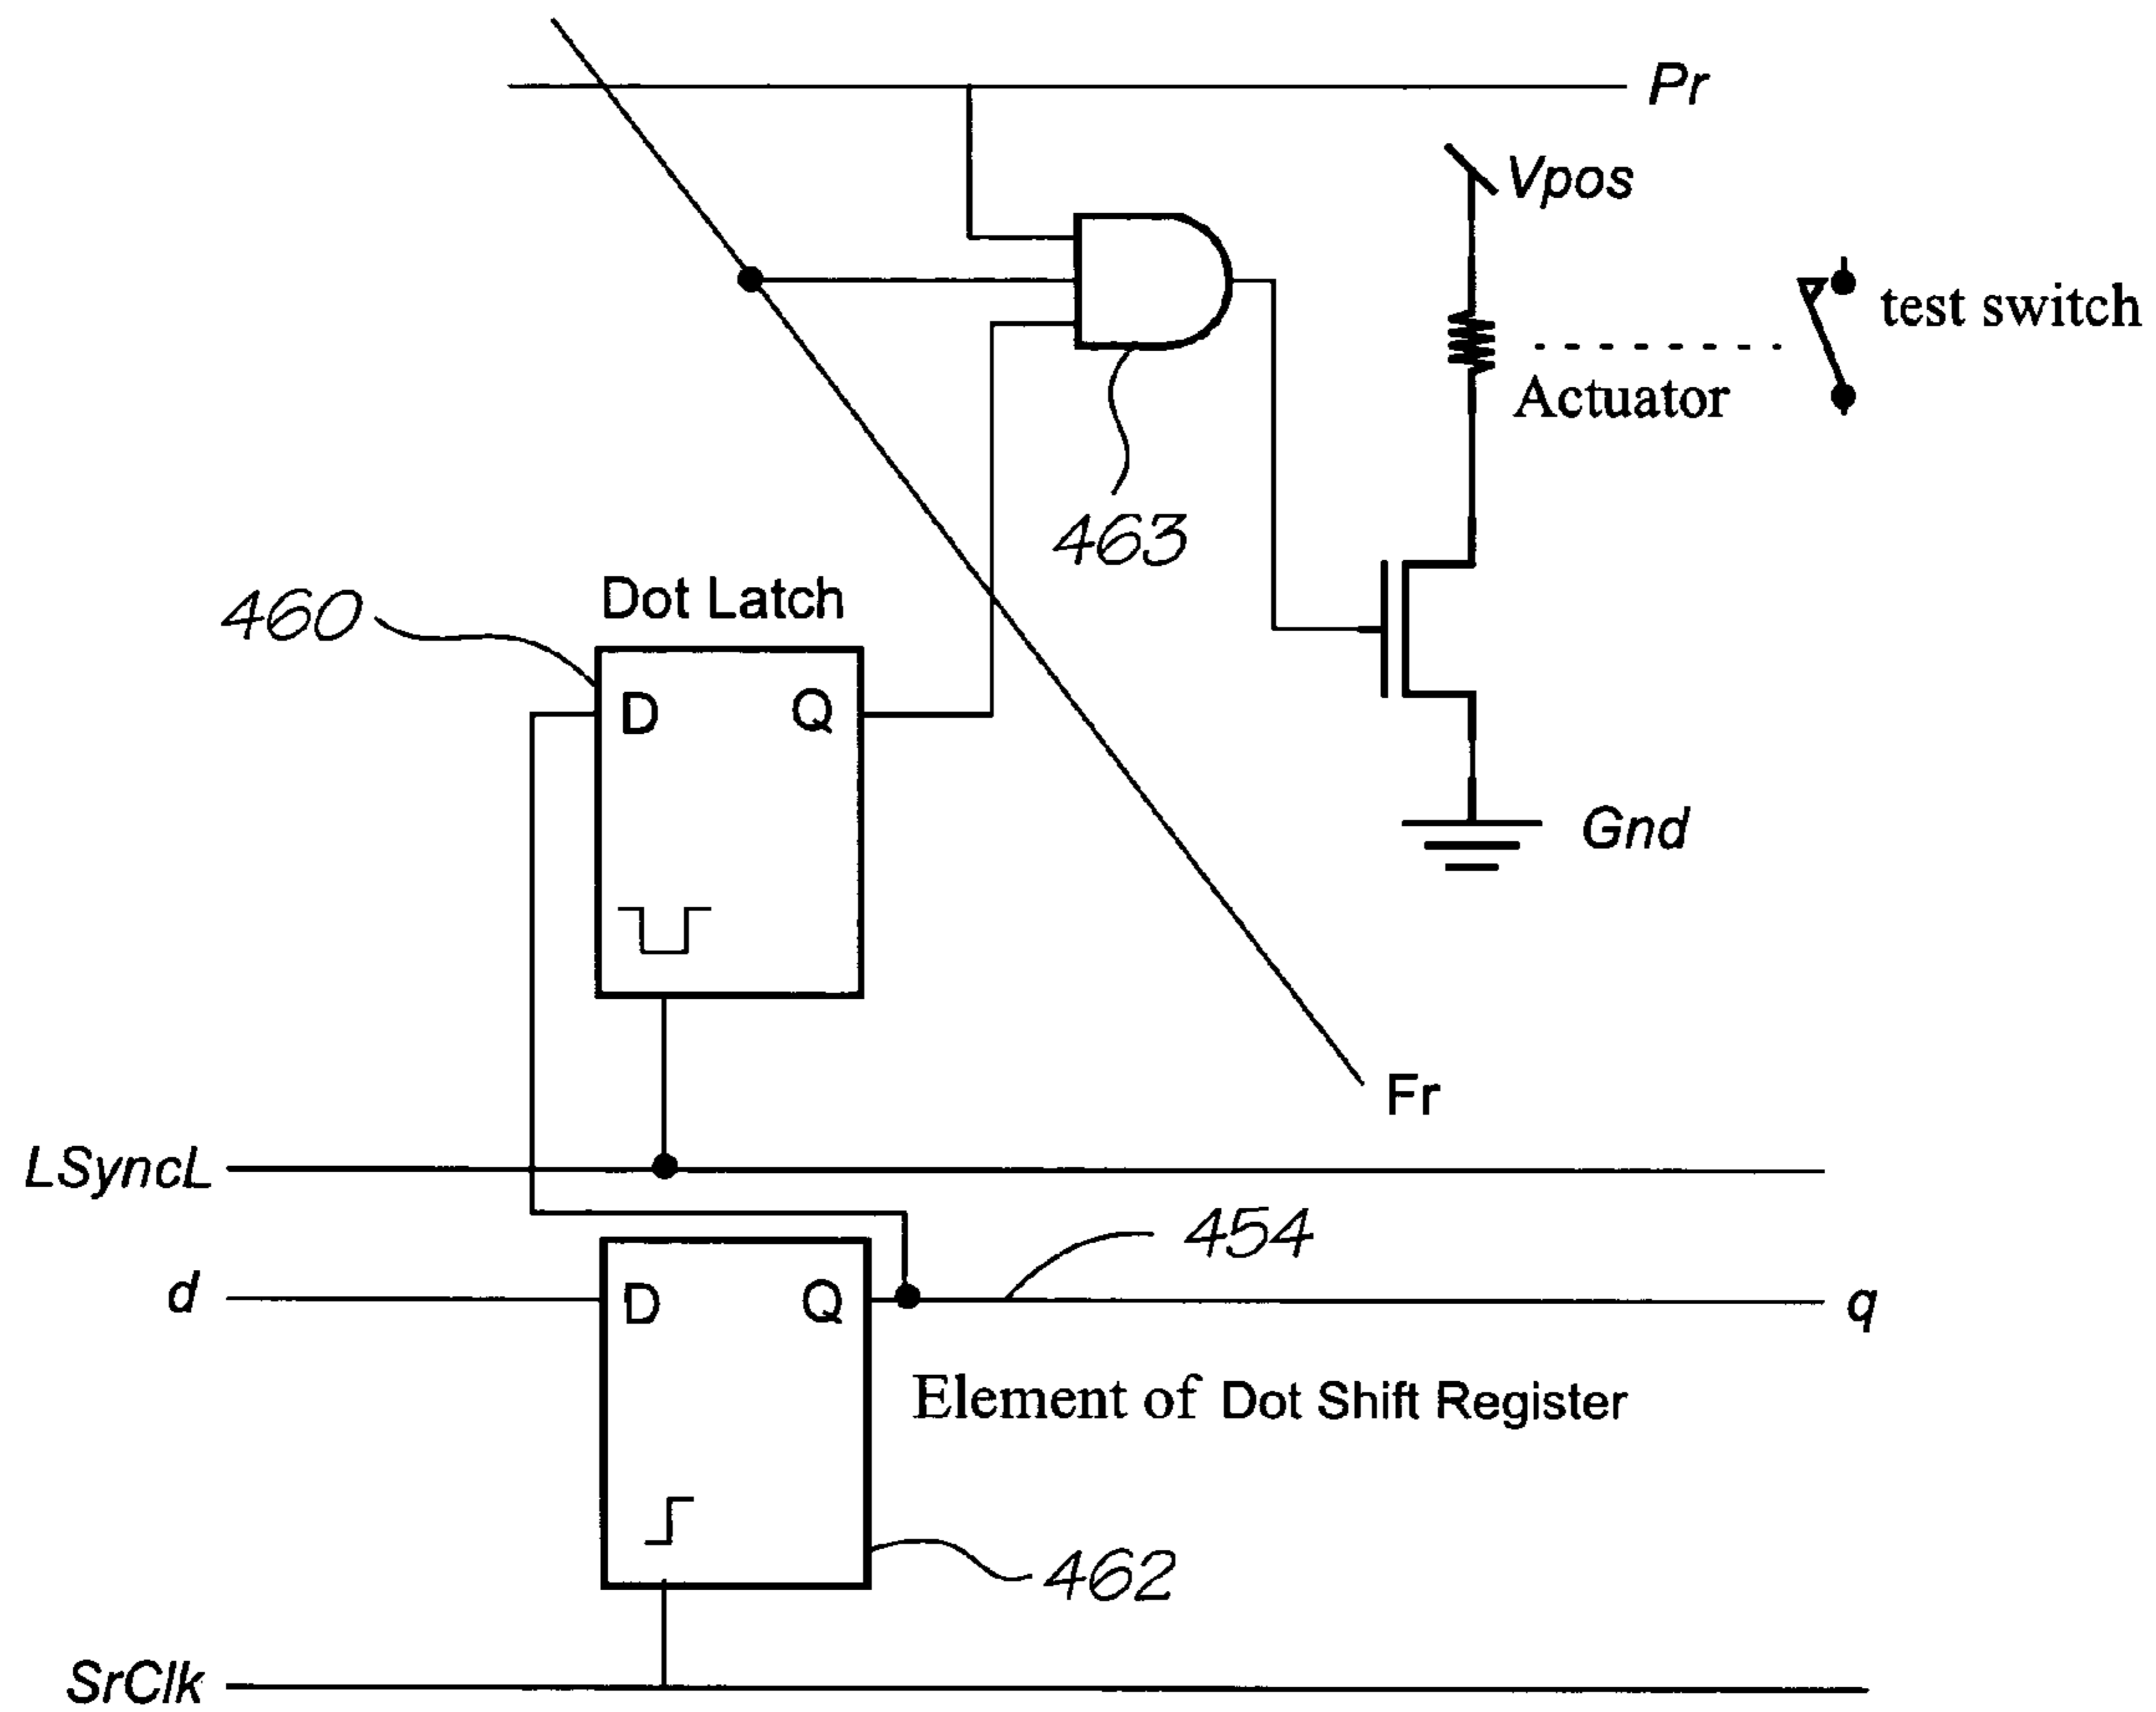 Pr
Vpos
test switch
Actuator
463
460
Dot Latch
D
Q
Gnd
Fr
LSyncL
454
d
D
Q
q
Element of Dot Shift Register
462
SrClk